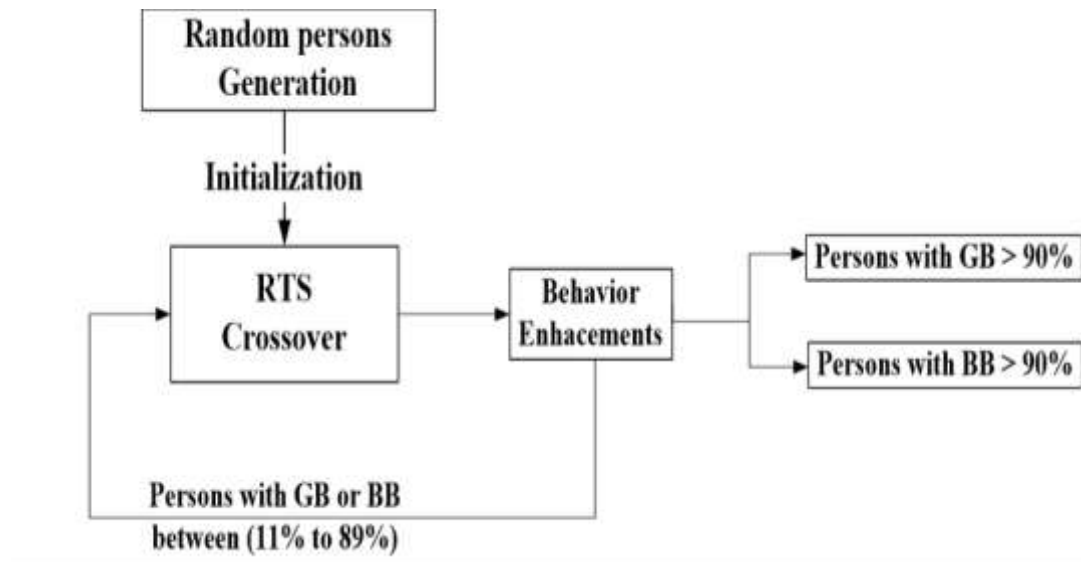 Random persons
Generation
Initialization
RTS
Crossover
Behavior
Enhacements
Persons with GB > 90%
Persons with BB > 90%
Persons with GB or BB
between (11% to 89%)